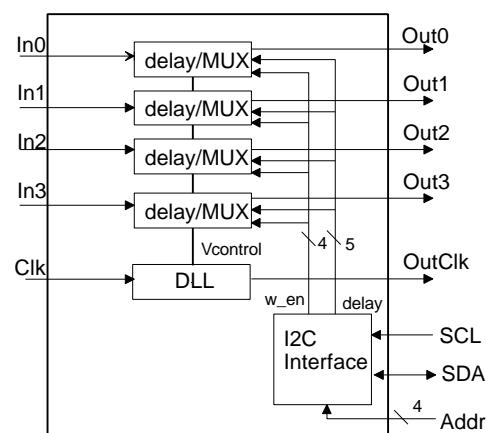 In0 delay/MUX Out0
In1 delay/MUX Out1
In2 delay/MUX Out2
In3 delay/MUX Out3
4 5
Vcontrol
Clk DLL OutClk
w_en delay
I2C
Interface
SCL
SDA
4
Addr